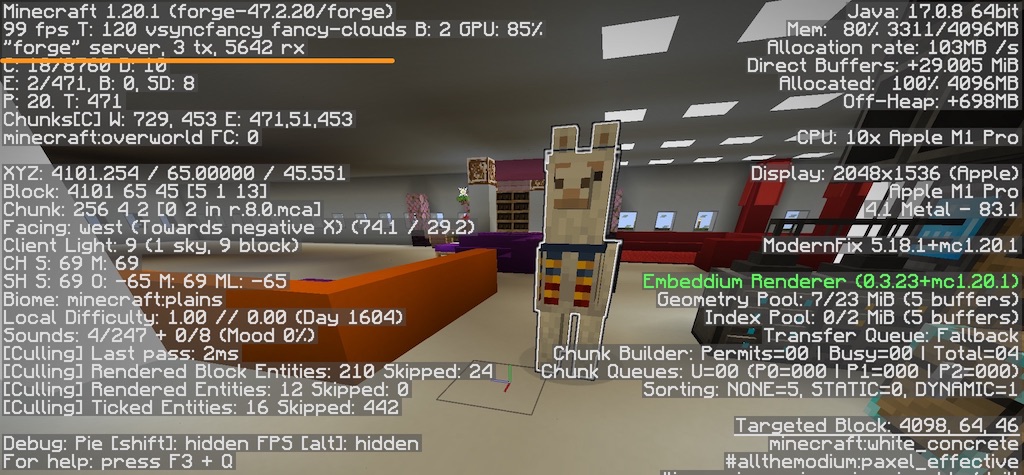 Minecraft 1.20.1 (forge-47.2.20/forge)
99 fps T: 120 vsyncfancy fancy-clouds B: 2 GPU: 85%
"forge" server, 3 tx, 5642 rx
C: 18/8760 D: 10
E: 2/471, B: 0, SD: 8
P: 20. T: 471
Chunks[C] W: 729, 453 E: 471,51,453
minecraft:overworld FC: 0
XYZ: 4101.254 / 65.00000 / 45.551
Block: 4101 65 45 [5 1 13]
Chunk: 256 4 2 [0 2 in r.8.0.mca]
Facing: west (Towards negative X) (74.1 / 29.2)
Client Light: 9 (1 sky, 9 block)
CH S: 69 M: 69
SH S: 69 O: -65 M: 69 ML: -65
Biome: minecraft:plains
Local Difficulty: 1.00 // 0.00 (Day 1604)
Sounds: 4/247 + 0/8 (Mood 0%)
[Culling] Last pass: 2ms
[Culling] Rendered Block Entities: 210 Skipped: 24
[Culling] Rendered Entities: 12 Skipped: 0
[Culling] Ticked Entities: 16 Skipped: 442
Debug: Pie [shift]: hidden FPS [alt]: hidden
For help: press F3 + Q
Java: 17.0.8 64bit
Mem: 80% 3311/4096MB
Allocation rate: 103MB /s
Direct Buffers: +29.005 MiB
Allocated: 100% 4096MB
Off-Heap: +698MB
CPU: 10x Apple M1 Pro
Display: 2048x1536 (Apple)
Apple M1 Pro
4.1 Metal - 83.1
ModernFix 5.18.1+mc1.20.1
Embeddium Renderer (0.3.23+mc1.20.1)
Geometry Pool: 7/23 MiB (5 buffers)
Index Pool: 0/2 MiB (5 buffers)
Transfer Queue: Fallback
Chunk Builder: Permits=00 | Busy=00 | Total=04
Chunk Queues: U=00 (P0=000 | P1=000 | P2=000)
Sorting: NONE=5, STATIC=0, DYNAMIC=1
Targeted Block: 4098, 64, 46
minecraft:white_concrete
#allthemodium:paxel_effective